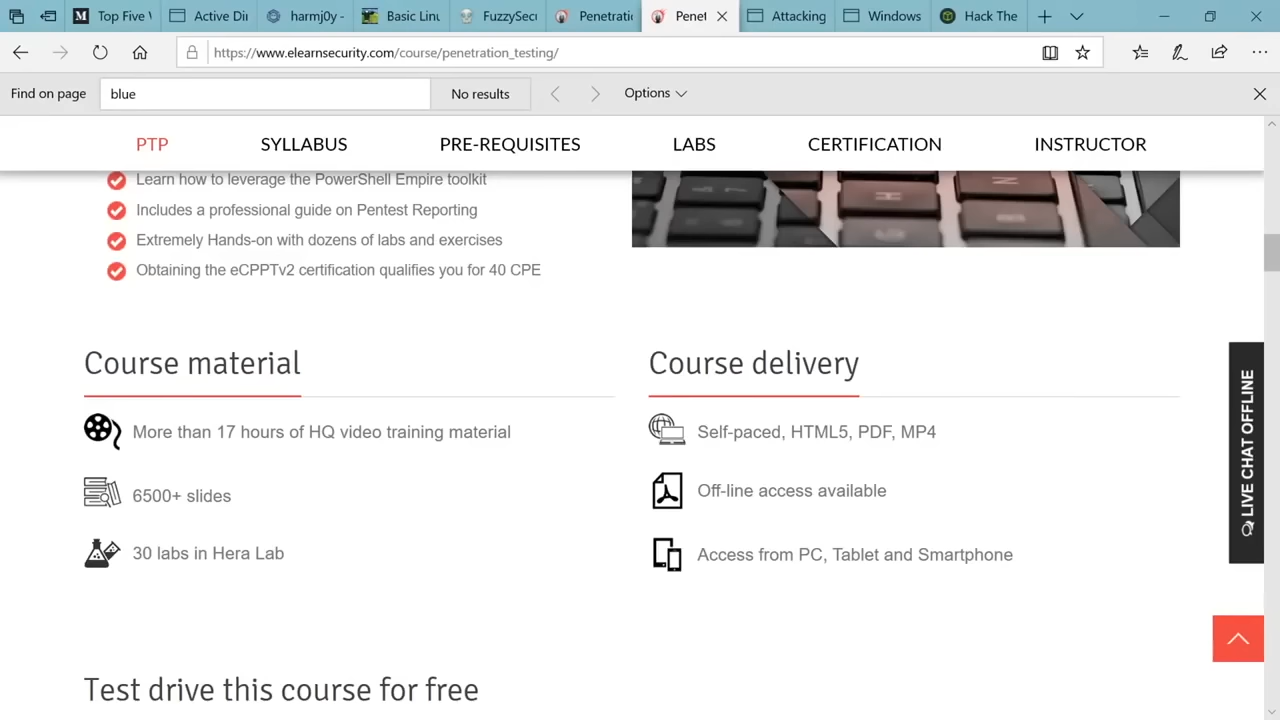 Top Five
Active Di
harmj0y -
Basic Linu
FuzzySec
Penetratic
Penet
Attacking
Windows
Hack The
https://www.elearnsecurity.com/course/penetration_testing/
Find on page
blue
No results
Options
PTP
SYLLABUS
PRE-REQUISITES
LABS
CERTIFICATION
INSTRUCTOR
Learn how to leverage the PowerShell Empire toolkit
Includes a professional guide on Pentest Reporting
Extremely Hands-on with dozens of labs and exercises
Obtaining the eCPPTv2 certification qualifies you for 40 CPE
Course material
More than 17 hours of HQ video training material
6500+ slides
30 labs in Hera Lab
Course delivery
Self-paced, HTML5, PDF, MP4
Off-line access available
Access from PC, Tablet and Smartphone
LIVE CHAT OFFLINE
Test drive this course for free